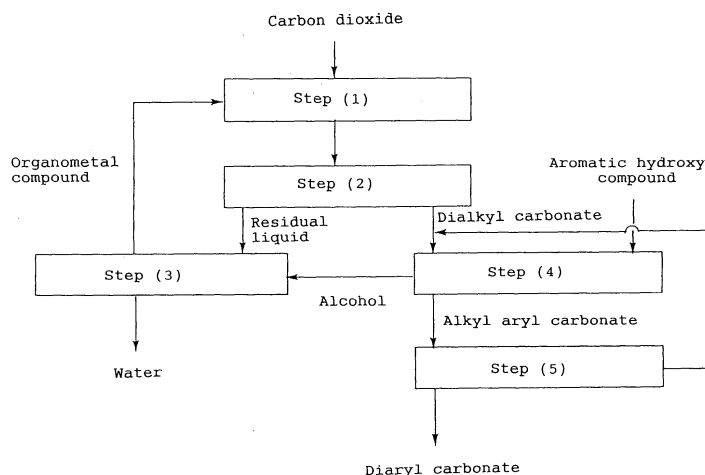 Carbon dioxide
Step (1)
Organometal
compound
Aromatic hydroxy
compound
Step (2)
Residual
liquid
Dialkyl carbonate
Step (3)
Step (4)
Alcohol
Alkyl aryl carbonate
Water
Step (5)
Diaryl carbonate